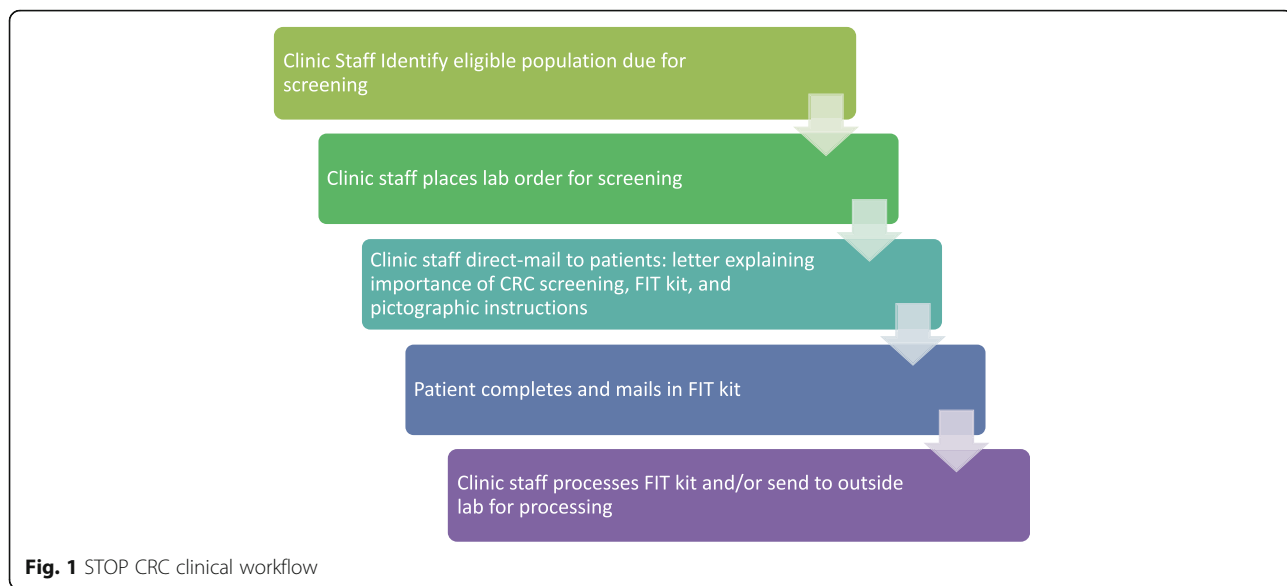 Clinic Staff Identify eligible population due for
screening
Clinic staff places lab order for screening
Clinic staff direct-mail to patients: letter explaining
importance of CRC screening, FIT kit, and
pictographic instructions
Patient completes and mails in FIT kit
Clinic staff processes FIT kit and/or send to outside
lab for processing
Fig. 1 STOP CRC clinical workflow